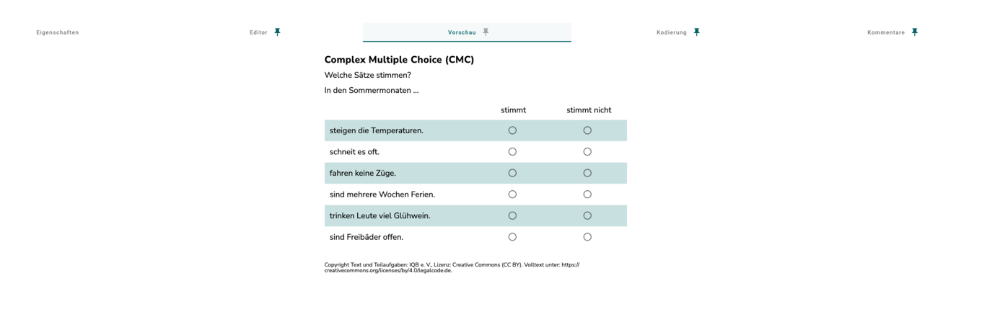 Eigenschaften
Editor
Vorschau
Kodierung
Kommentare
Complex Multiple Choice (CMC)
Welche Sätze stimmen?
In den Sommermonaten ...
stimmt stimmt nicht
steigen die Temperaturen.
schneit es oft.
fahren keine Züge.
sind mehrere Wochen Ferien.
trinken Leute viel Glühwein.
sind Freibäder offen.
Copyright Text und Teilaufgaben: IQB e. V., Lizenz: Creative Commons (CC BY). Volltext unter: https://
creativecommons.org/licenses/by/4.0/legalcode.de.